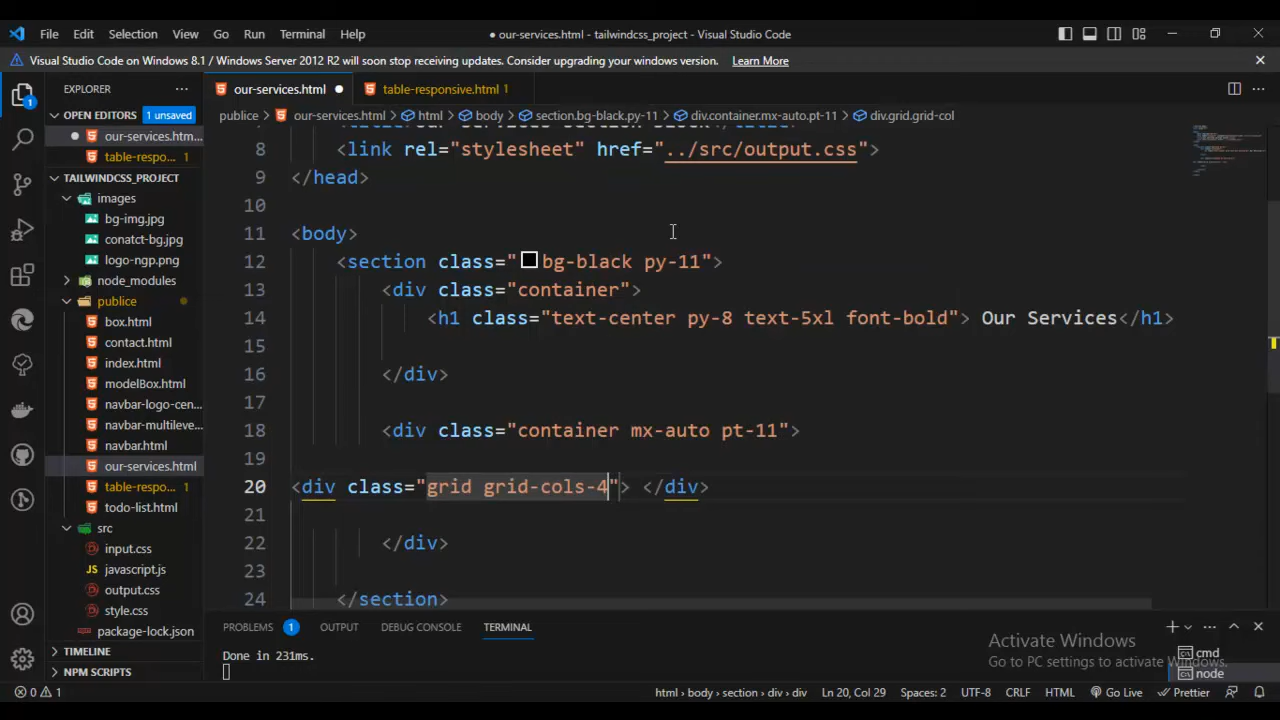 File Edit Selection View Go Run Terminal Help
● our-services.html - tailwindcss_project - Visual Studio Code
Visual Studio Code on Windows 8.1 / Windows Server 2012 R2 will soon stop receiving updates. Consider upgrading your windows version. Learn More
EXPLORER
OPEN EDITORS 1 unsaved
our-services.htm...
table-respo... 1
TAILWINDCSS_PROJECT
images
bg-img.jpg
conatct-bg.jpg
logo-ngp.png
node_modules
publice
box.html
contact.html
index.html
modelBox.html
navbar-logo-cen...
navbar-multileve...
navbar.html
our-services.html
table-respo... 1
todo-list.html
src
input.css
JS javascript.js
output.css
style.css
package-lock.json
TIMELINE
NPM SCRIPTS
1
our-services.html ●
table-responsive.html 1
publice > our-services.html > html > body > section.bg-black.py-11 > div.container.mx-auto.pt-11 > div.grid.grid-col
8 <link rel="stylesheet" href="../src/output.css">
9 </head>
10
11 <body>
12 <section class="bg-black py-11">
13 <div class="container">
14 <h1 class="text-center py-8 text-5xl font-bold"> Our Services</h1>
15
16 </div>
17
18 <div class="container mx-auto pt-11">
19
20 <div class="grid grid-cols-4"> </div>
21
22 </div>
23
24 </section>
PROBLEMS 1 OUTPUT DEBUG CONSOLE TERMINAL
Done in 231ms.
cmd
node
Activate Windows
Go to PC settings to activate Windows.
0 1
html > body > section > div > div Ln 20, Col 29 Spaces: 2 UTF-8 CRLF HTML Go Live Prettier